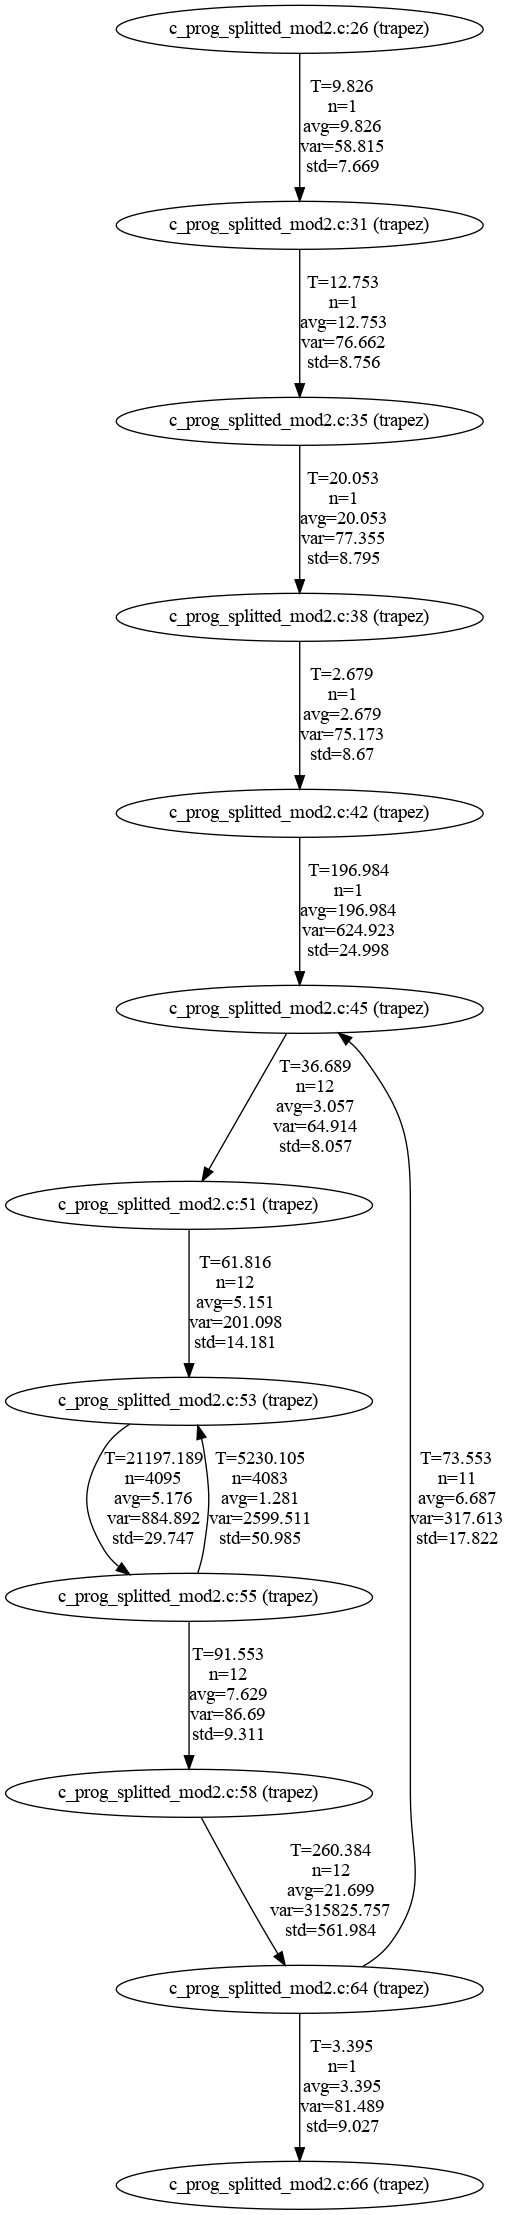 c_prog_splitted_mod2.c:26 (trapez)
T=9.826
n=1
avg=9.826
var=58.815
std=7.669
c_prog_splitted_mod2.c:31 (trapez)
T=12.753
n=1
avg=12.753
var=76.662
std=8.756
c_prog_splitted_mod2.c:35 (trapez)
T=20.053
n=1
avg=20.053
var=77.355
std=8.795
c_prog_splitted_mod2.c:38 (trapez)
T=2.679
n=1
avg=2.679
var=75.173
std=8.67
c_prog_splitted_mod2.c:42 (trapez)
T=196.984
n=1
avg=196.984
var=624.923
std=24.998
c_prog_splitted_mod2.c:45 (trapez)
T=36.689
n=12
avg=3.057
var=64.914
std=8.057
c_prog_splitted_mod2.c:51 (trapez)
T=61.816
n=12
avg=5.151
var=201.098
std=14.181
c_prog_splitted_mod2.c:53 (trapez)
T=21197.189
n=4095
avg=5.176
var=884.892
std=29.747
T=5230.105
n=4083
avg=1.281
var=2599.511
std=50.985
T=73.553
n=11
avg=6.687
var=317.613
std=17.822
c_prog_splitted_mod2.c:55 (trapez)
T=91.553
n=12
avg=7.629
var=86.69
std=9.311
c_prog_splitted_mod2.c:58 (trapez)
T=260.384
n=12
avg=21.699
var=315825.757
std=561.984
c_prog_splitted_mod2.c:64 (trapez)
T=3.395
n=1
avg=3.395
var=81.489
std=9.027
c_prog_splitted_mod2.c:66 (trapez)